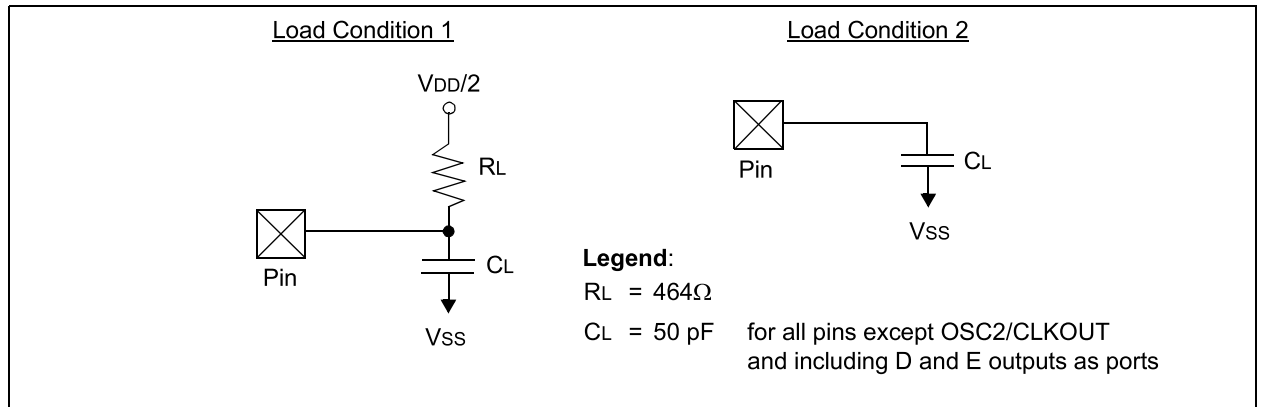 Load Condition 1
VDD/2
RL
Pin
CL
VSS
Load Condition 2
Pin
CL
VSS
Legend:
RL = 464Ω
CL = 50 pF for all pins except OSC2/CLKOUT
and including D and E outputs as ports